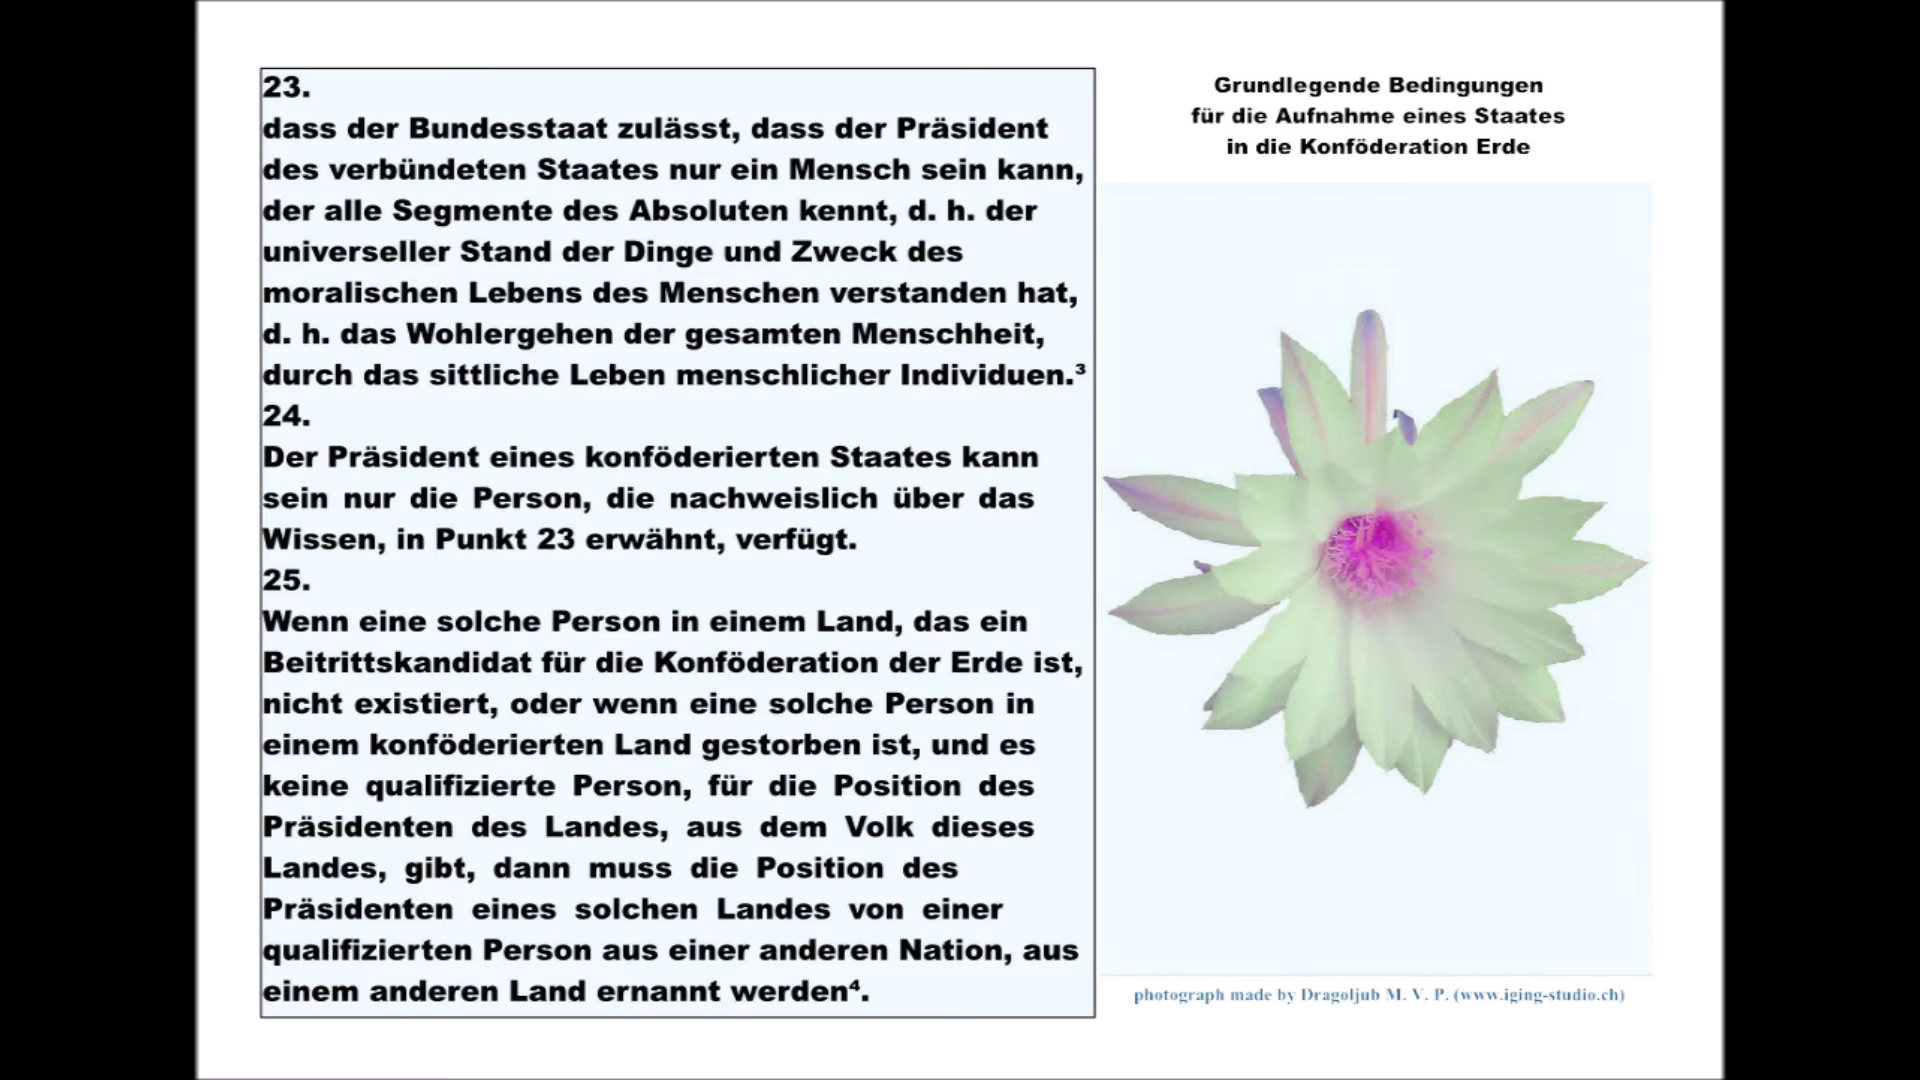 23.
dass der Bundesstaat zulässt, dass der Präsident
des verbündeten Staates nur ein Mensch sein kann,
der alle Segmente des Absoluten kennt, d. h. der
universeller Stand der Dinge und Zweck des
moralischen Lebens des Menschen verstanden hat,
d. h. das Wohlergehen der gesamten Menschheit,
durch das sittliche Leben menschlicher Individuen.³
24.
Der Präsident eines konföderierten Staates kann
sein nur die Person, die nachweislich über das
Wissen, in Punkt 23 erwähnt, verfügt.
25.
Wenn eine solche Person in einem Land, das ein
Beitrittskandidat für die Konföderation der Erde ist,
nicht existiert, oder wenn eine solche Person in
einem konföderierten Land gestorben ist, und es
keine qualifizierte Person, für die Position des
Präsidenten des Landes, aus dem Volk dieses
Landes, gibt, dann muss die Position des
Präsidenten eines solchen Landes von einer
qualifizierten Person aus einer anderen Nation, aus
einem anderen Land ernannt werden⁴.
Grundlegende Bedingungen
für die Aufnahme eines Staates
in die Konföderation Erde
photograph made by Dragoljub M. V. P. (www.iging-studio.ch)